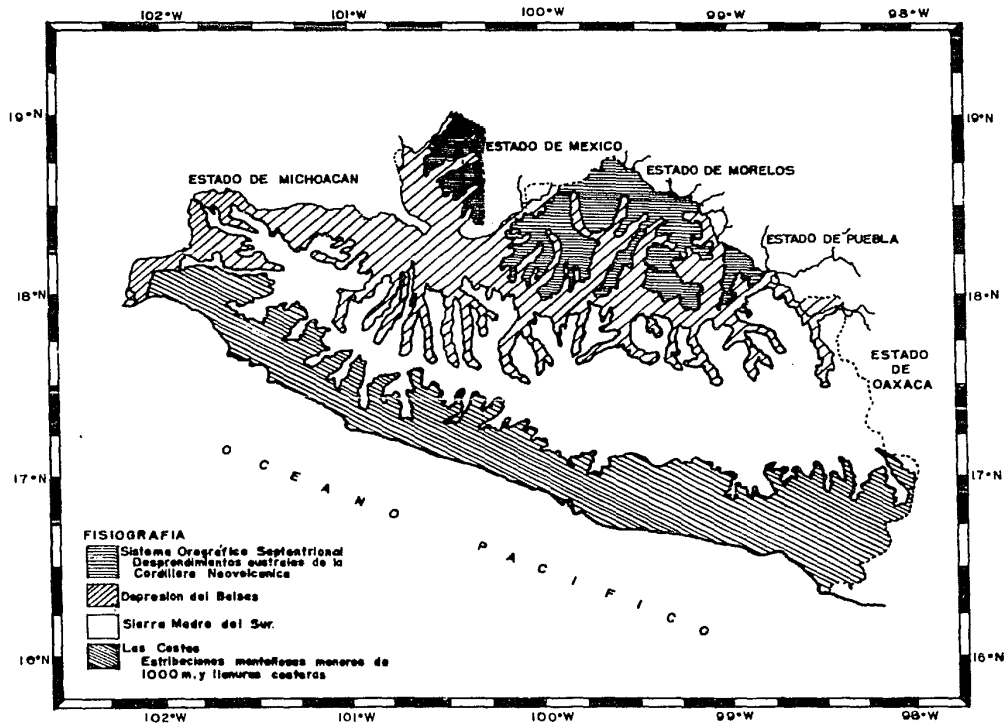 102°W 101°W 100°W 99°W 98°W
19°N 19°N
ESTADO DE MEXICO
ESTADO DE MORELOS
ESTADO DE MICHOACAN
ESTADO DE PUEBLA
18°N 18°N
ESTADO
DE
OAXACA
17°N 17°N
OCEANO
PACIFICO
FISIOGRAFIA
Sistema Orográfico Septentrional
Desprendimientos australes de la
Cordillera Neovolcanica
Depresion del Balsas
Sierra Madre del Sur.
Las Costas
Estribaciones montañosas menores de
1000 m. y llanuras costeras
16°N 16°N
102°W 101°W 100°W 99°W 98°W